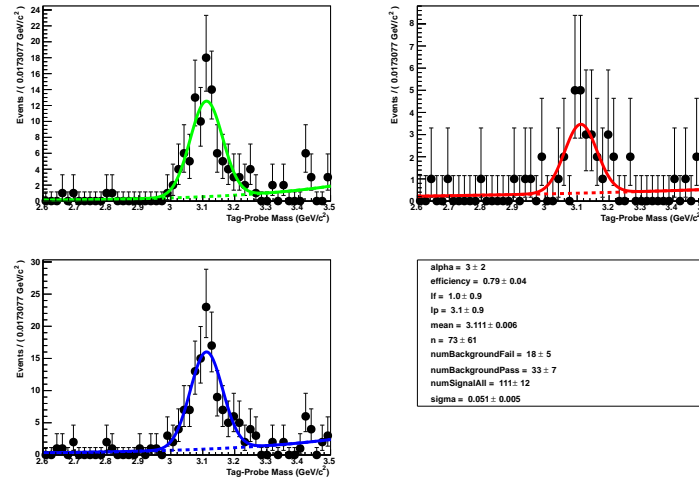 Events / ( 0.0173077 GeV/c² )
24
22
20
18
16
14
12
10
8
6
4
2
0
2.6 2.7 2.8 2.9 3 3.1 3.2 3.3 3.4 3.5
Tag-Probe Mass (GeV/c²)
Events / ( 0.0173077 GeV/c² )
8
7
6
5
4
3
2
1
0
2.6 2.7 2.8 2.9 3 3.1 3.2 3.3 3.4
Tag-Probe Mass (GeV/c²)
Events / ( 0.0173077 GeV/c² )
30
25
20
15
10
5
0
2.6 2.7 2.8 2.9 3 3.1 3.2 3.3 3.4 3.5
Tag-Probe Mass (GeV/c²)
alpha = 3 ± 2
efficiency = 0.79 ± 0.04
lf = 1.0 ± 0.9
lp = 3.1 ± 0.9
mean = 3.111 ± 0.006
n = 73 ± 61
numBackgroundFail = 18 ± 5
numBackgroundPass = 33 ± 7
numSignalAll = 111 ± 12
sigma = 0.051 ± 0.005